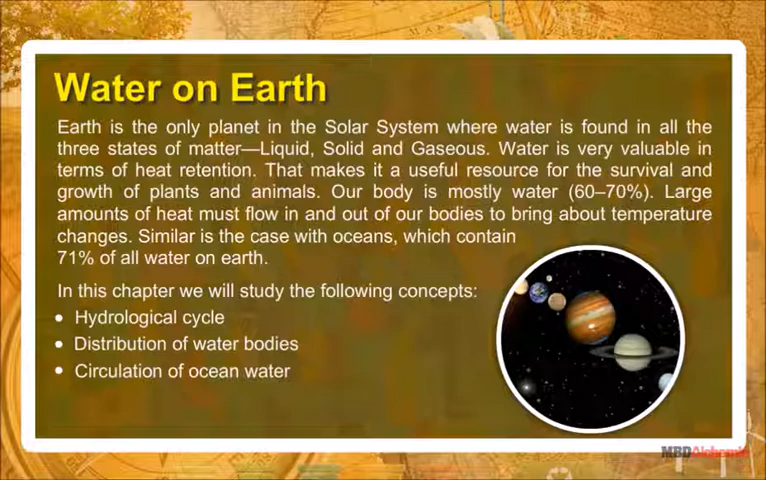 Water on Earth
Earth is the only planet in the Solar System where water is found in all the
three states of matter—Liquid, Solid and Gaseous. Water is very valuable in
terms of heat retention. That makes it a useful resource for the survival and
growth of plants and animals. Our body is mostly water (60–70%). Large
amounts of heat must flow in and out of our bodies to bring about temperature
changes. Similar is the case with oceans, which contain
71% of all water on earth.
In this chapter we will study the following concepts:
• Hydrological cycle
• Distribution of water bodies
• Circulation of ocean water
MBDAlchemie